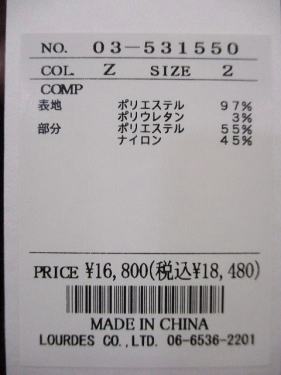 NO. 03-531550
COL. Z SIZE 2
COMP
表地 ポリエステル 97%
ポリウレタン 3%
部分 ポリエステル 55%
ナイロン 45%
PRICE ¥16,800(税込¥18,480)
MADE IN CHINA
LOURDES CO.,LTD. 06-6536-2201